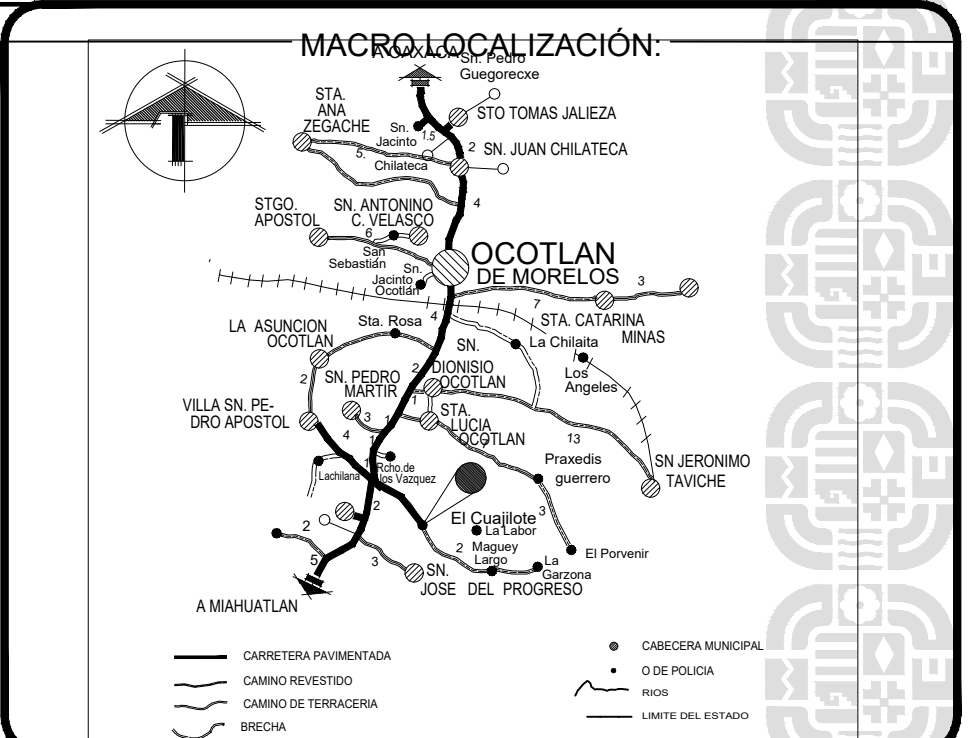 MACRO LOCALIZACIÓN:
A OAXACA
Sn. Pedro
Guegorecxe
STA.
ANA
ZEGACHE
STO TOMAS JALIEZA
Sn.
Jacinto
Chilateca
1.5
2
SN. JUAN CHILATECA
5.
4
STGO.
APOSTOL
SN. ANTONINO
C. VELASCO
6
San
Sebastián
Sn.
Jacinto
Ocotlán
OCOTLAN
DE MORELOS
3
7
STA. CATARINA
MINAS
4
Sta. Rosa
LA ASUNCION
OCOTLAN
SN.
DIONISIO
OCOTLAN
La Chilaita
Los
Angeles
2
2
1
SN. PEDRO
MARTIR
VILLA SN. PE-
DRO APOSTOL
3
1
STA.
LUCIA
OCOTLAN
7
13
4
1
1
Lachilana
Rcho.de
los Vazquez
Praxedis
guerrero
SN JERONIMO
TAVICHE
2
El Cuajilote
La Labor
3
2
Maguey
Largo
El Porvenir
La
Garzona
2
5
3
SN.
JOSE DEL PROGRESO
A MIAHUATLAN
CARRETERA PAVIMENTADA
CAMINO REVESTIDO
CAMINO DE TERRACERIA
BRECHA
CABECERA MUNICIPAL
O DE POLICIA
RIOS
LIMITE DEL ESTADO